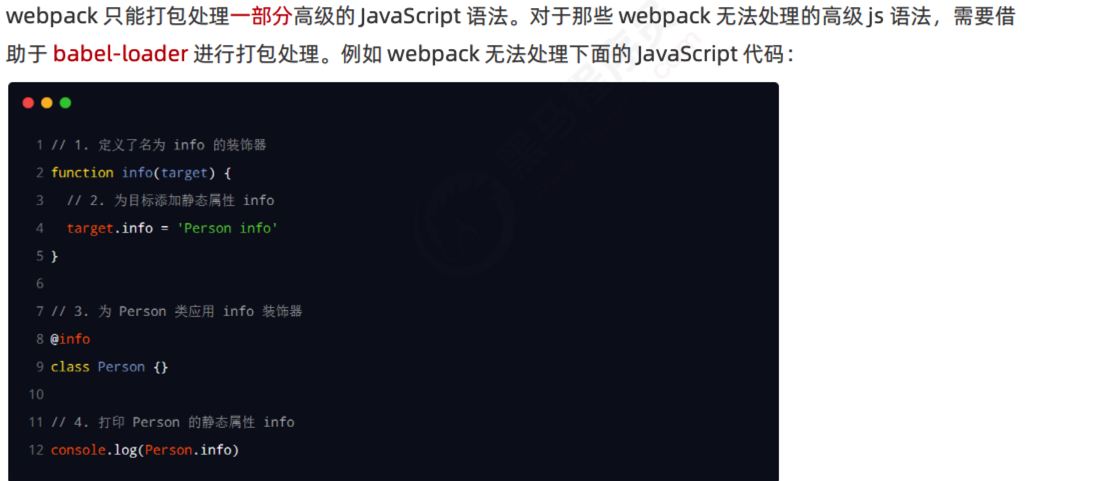 webpack 只能打包处理一部分高级的 JavaScript 语法。对于那些 webpack 无法处理的高级 js 语法，需要借
助于 babel-loader 进行打包处理。例如 webpack 无法处理下面的 JavaScript 代码：
1 // 1. 定义了名为 info 的装饰器
2 function info(target) {
3   // 2. 为目标添加静态属性 info
4   target.info = 'Person info'
5 }
6
7 // 3. 为 Person 类应用 info 装饰器
8 @info
9 class Person {}
10
11 // 4. 打印 Person 的静态属性 info
12 console.log(Person.info)